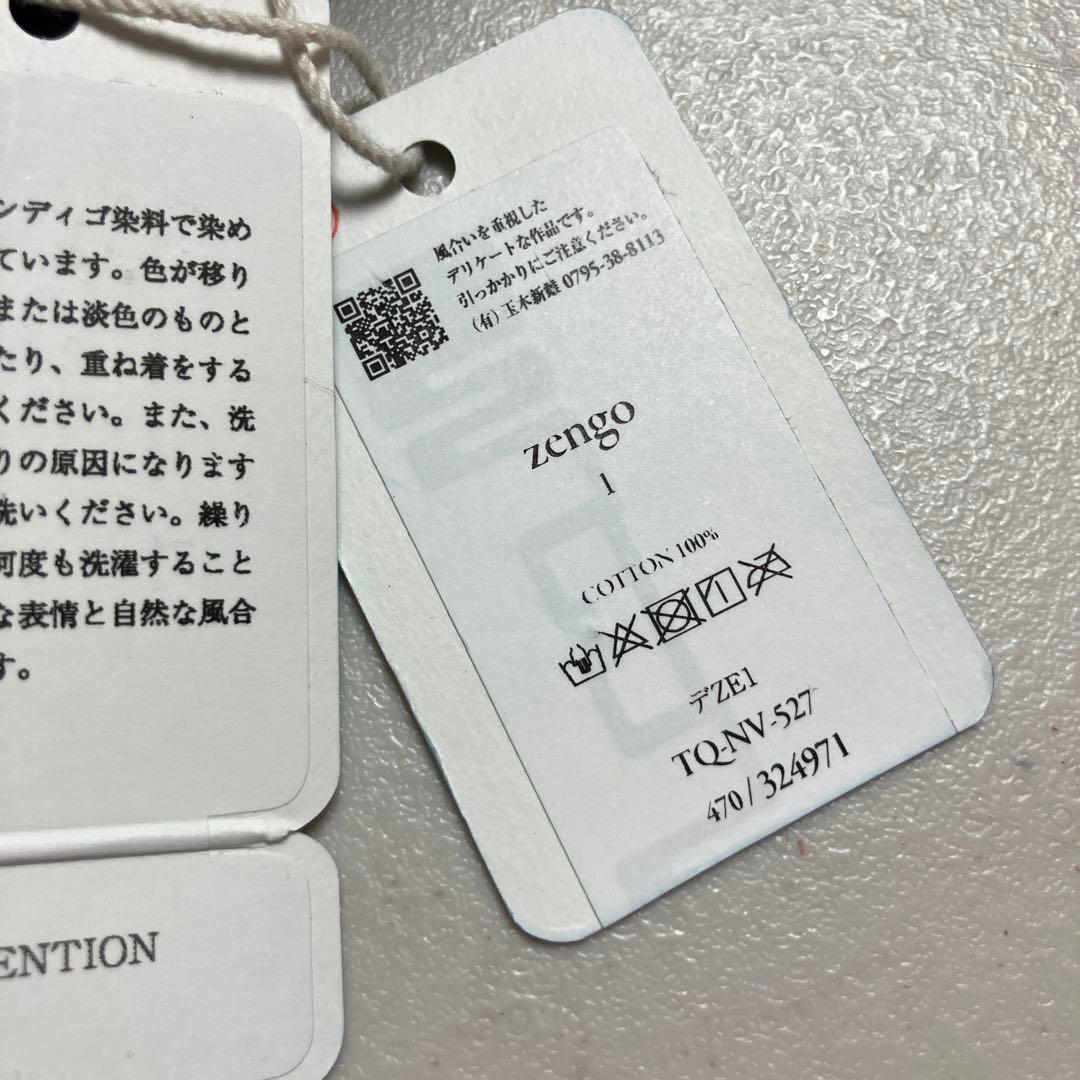 ンディゴ染料で染め
ています。色が移り
または淡色のものと
たり、重ね着をする
ください。また、洗
りの原因になります
洗いください。繰り
何度も洗濯すること
な表情と自然な風合
す。
ENTION
風合いを重視した
デリケートな作品です。
引っかかりにご注意ください。
(有) 玉木新雌 0795-38-8113
zengo
1
COTTON 100%
デZE1
TQ-NV-527
470 / 324971